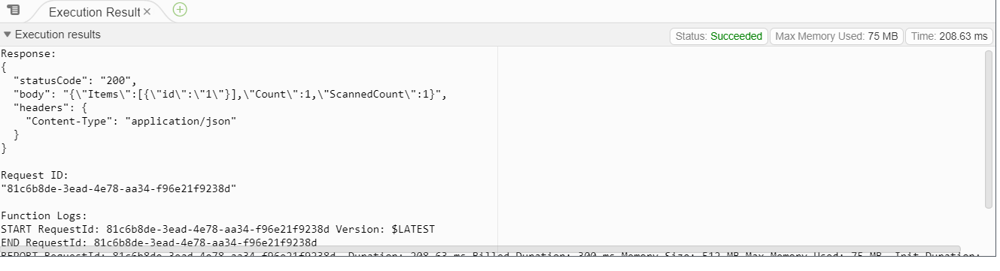 Execution Result
Execution results
Status: Succeeded
Max Memory Used: 75 MB
Time: 208.63 ms
Response:
{
  "statusCode": "200",
  "body": "{\"Items\":[{\"id\":\"1\"}],\"Count\":1,\"ScannedCount\":1}",
  "headers": {
    "Content-Type": "application/json"
  }
}
Request ID:
"81c6b8de-3ead-4e78-aa34-f96e21f9238d"
Function Logs:
START RequestId: 81c6b8de-3ead-4e78-aa34-f96e21f9238d Version: $LATEST
END RequestId: 81c6b8de-3ead-4e78-aa34-f96e21f9238d
REPORT RequestId: 81c6b8de-3ead-4e78-aa34-f96e21f9238d  Duration: 208.63 ms Billed Duration: 300 ms Memory Size: 512 MB Max Memory Used: 75 MB  Init Duration: